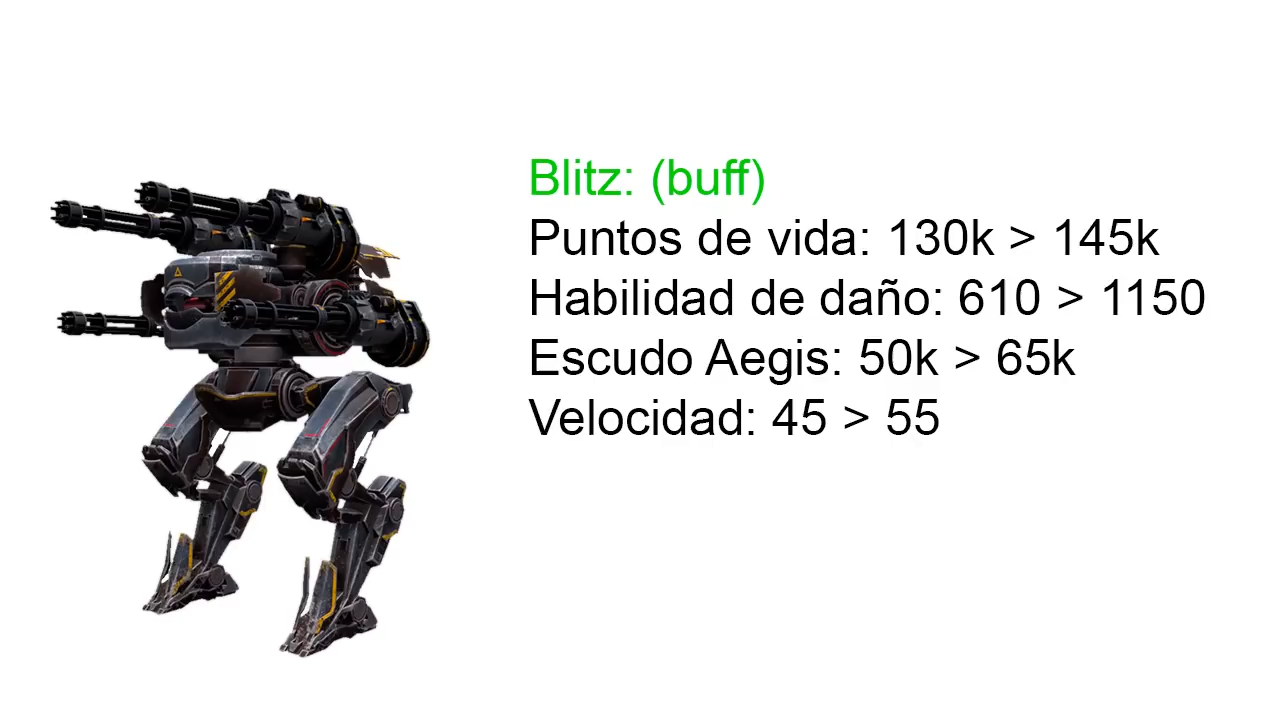 Blitz: (buff)
Puntos de vida: 130k > 145k
Habilidad de daño: 610 > 1150
Escudo Aegis: 50k > 65k
Velocidad: 45 > 55